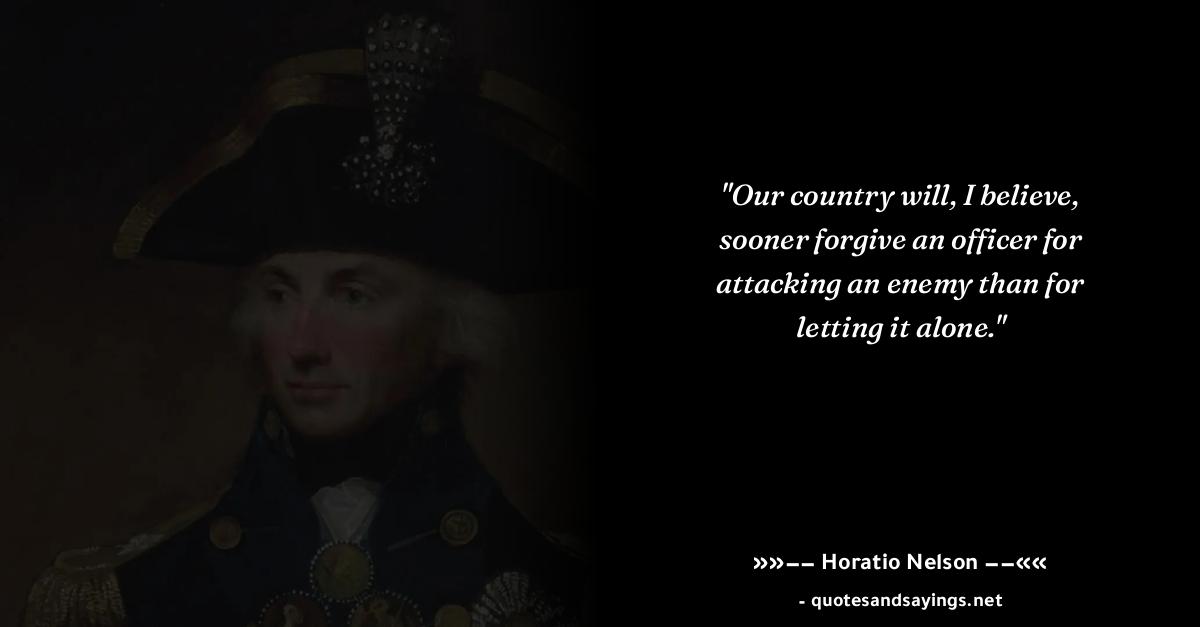 "Our country will, I believe,
sooner forgive an officer for
attacking an enemy than for
letting it alone."
»»−− Horatio Nelson −−««
- quotesandsayings.net